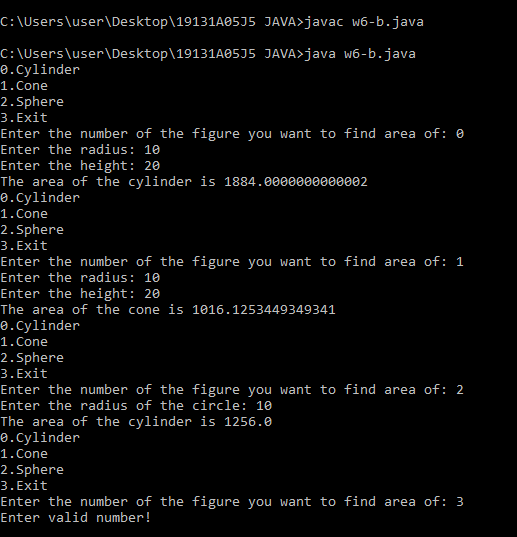 C:\Users\user\Desktop\19131A05J5 JAVA>javac w6-b.java
C:\Users\user\Desktop\19131A05J5 JAVA>java w6-b.java
0.Cylinder
1.Cone
2.Sphere
3.Exit
Enter the number of the figure you want to find area of: 0
Enter the radius: 10
Enter the height: 20
The area of the cylinder is 1884.0000000000002
0.Cylinder
1.Cone
2.Sphere
3.Exit
Enter the number of the figure you want to find area of: 1
Enter the radius: 10
Enter the height: 20
The area of the cone is 1016.1253449349341
0.Cylinder
1.Cone
2.Sphere
3.Exit
Enter the number of the figure you want to find area of: 2
Enter the radius of the circle: 10
The area of the cylinder is 1256.0
0.Cylinder
1.Cone
2.Sphere
3.Exit
Enter the number of the figure you want to find area of: 3
Enter valid number!